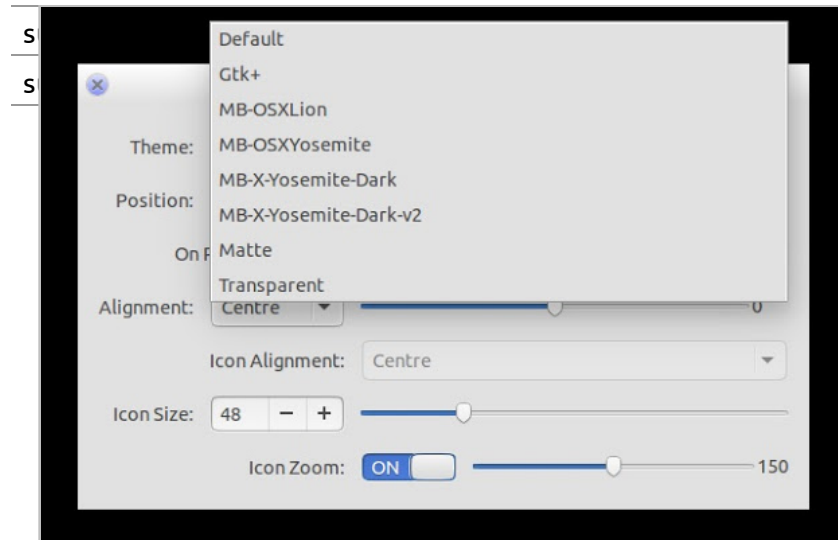 Default
Gtk+
MB-OSXLion
Theme: MB-OSXYosemite
MB-X-Yosemite-Dark
Position:
MB-X-Yosemite-Dark-v2
On
Matte
Transparent
Alignment: Centre 0
Icon Alignment: Centre
Icon Size: 48 − +
Icon Zoom: ON 150